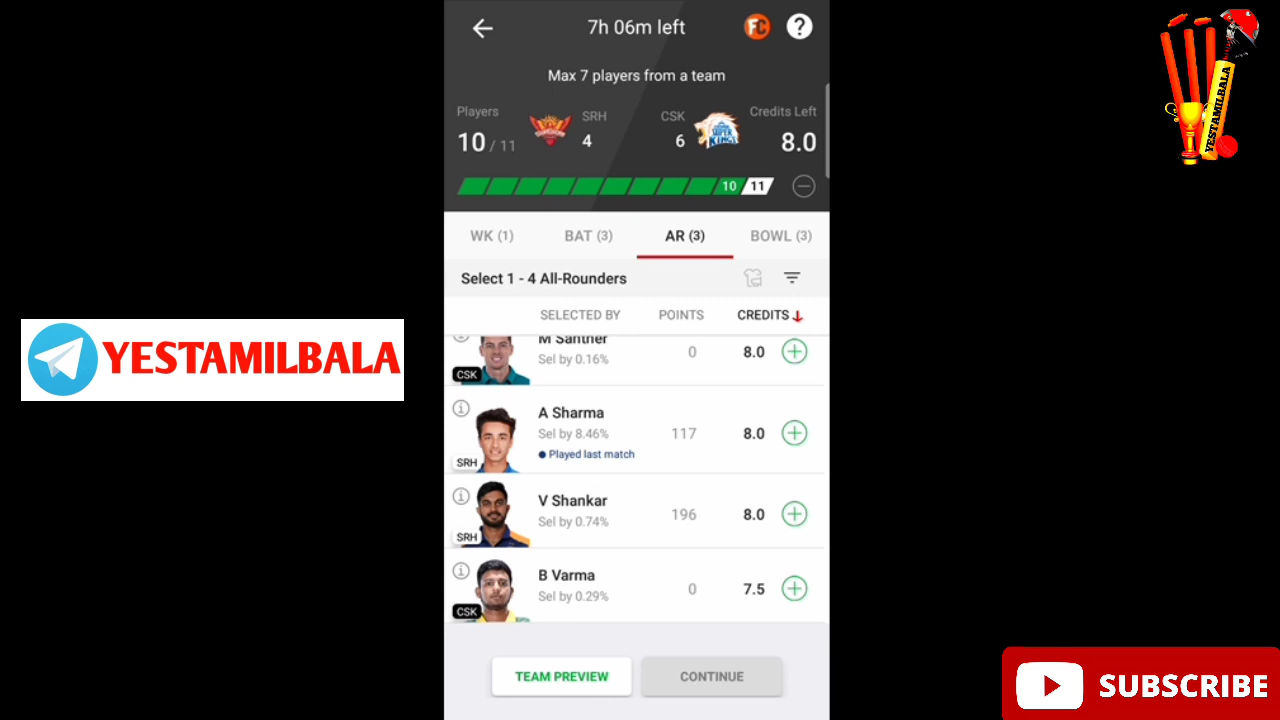 7h 06m left
FC
?
Max 7 players from a team
Players
10 / 11
SRH
4
CSK
6
Credits Left
8.0
10 11
WK (1) BAT (3) AR (3) BOWL (3)
Select 1 - 4 All-Rounders
SELECTED BY POINTS CREDITS
M Santner
Sel by 0.16% 0 8.0
CSK
A Sharma
Sel by 8.46% 117 8.0
Played last match
SRH
V Shankar
Sel by 0.74% 196 8.0
SRH
B Varma
Sel by 0.29% 0 7.5
CSK
TEAM PREVIEW CONTINUE
YESTAMILBALA
YESTAMILBALA
SUBSCRIBE